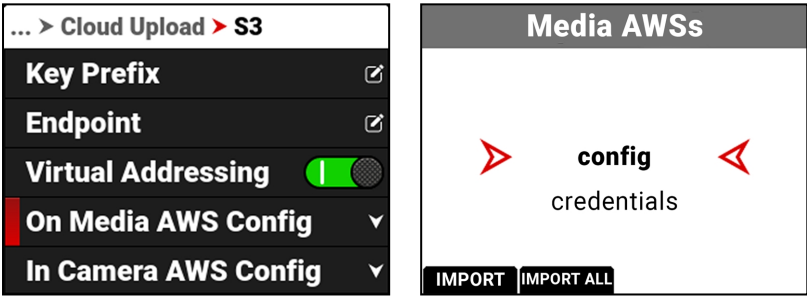 ... > Cloud Upload > S3
Key Prefix
Endpoint
Virtual Addressing
On Media AWS Config
In Camera AWS Config
Media AWSs
config
credentials
IMPORT
IMPORT ALL